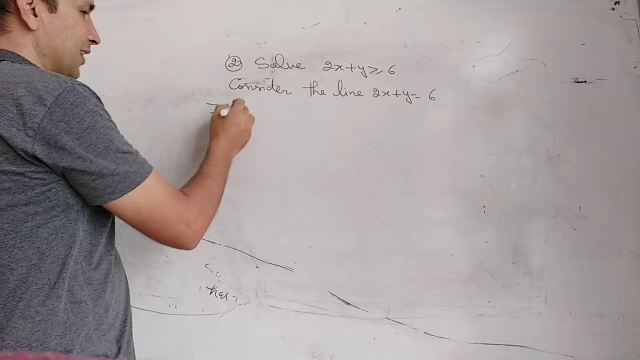 ② Solve 2x+y≥6
Consider the line 2x+y=6